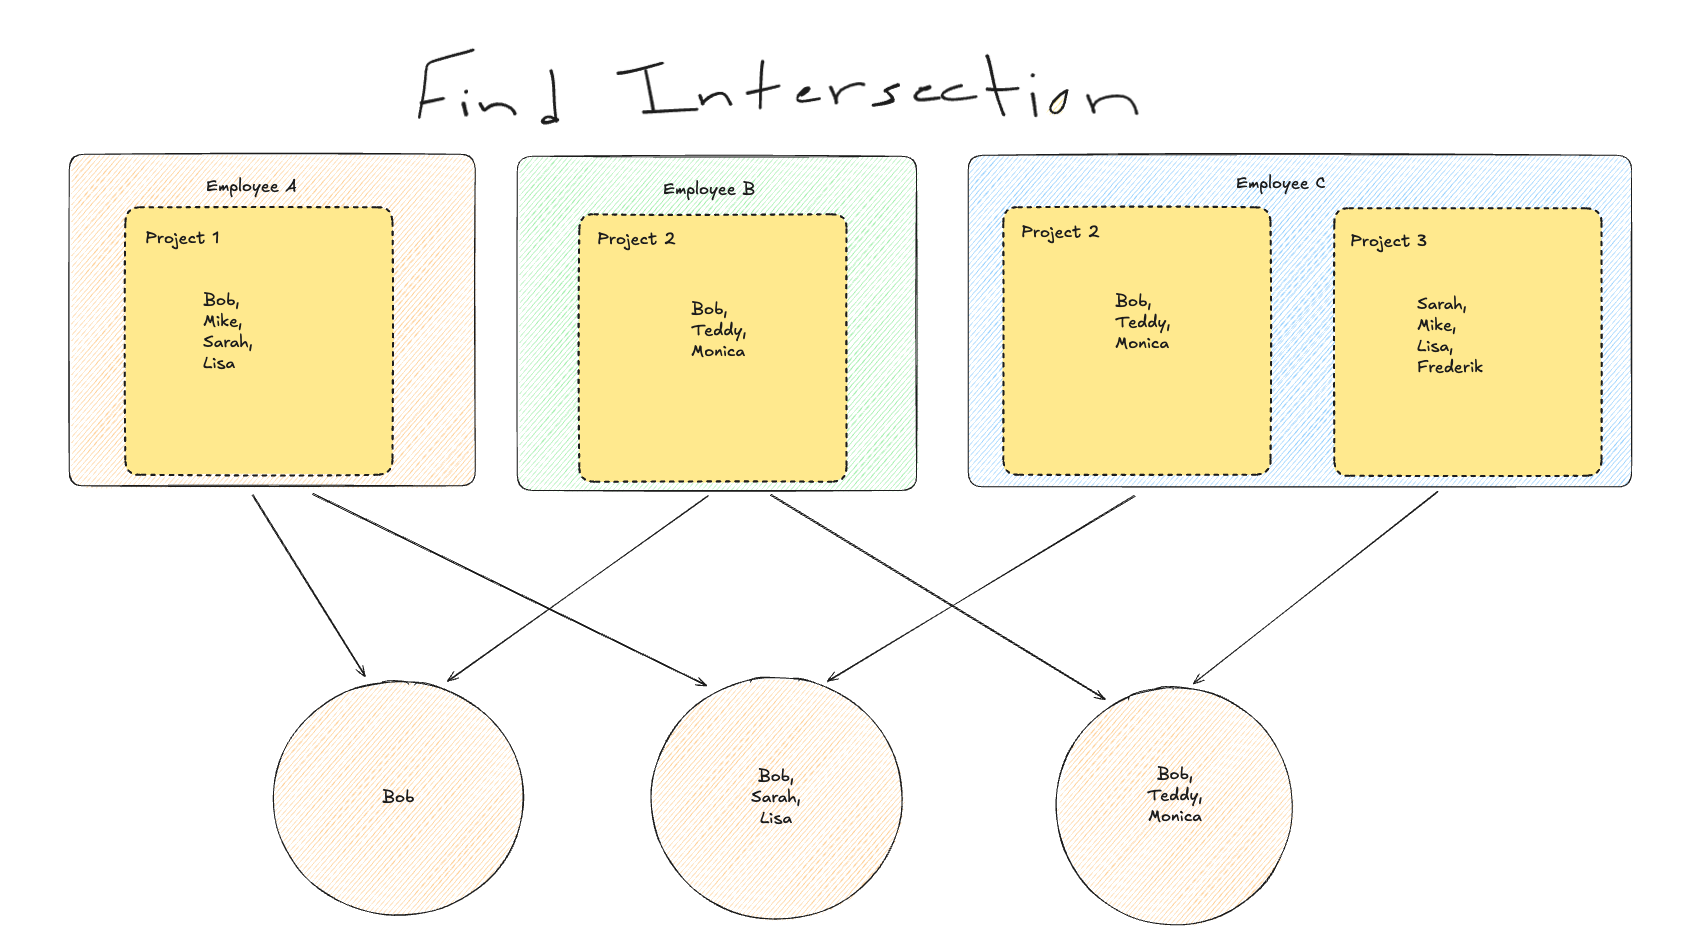 Find Intersection
Employee A
Project 1
Bob,
Mike,
Sarah,
Lisa
Employee B
Project 2
Bob,
Teddy,
Monica
Employee C
Project 2
Bob,
Teddy,
Monica
Project 3
Sarah,
Mike,
Lisa,
Frederik
Bob
Bob,
Sarah,
Lisa
Bob,
Teddy,
Monica